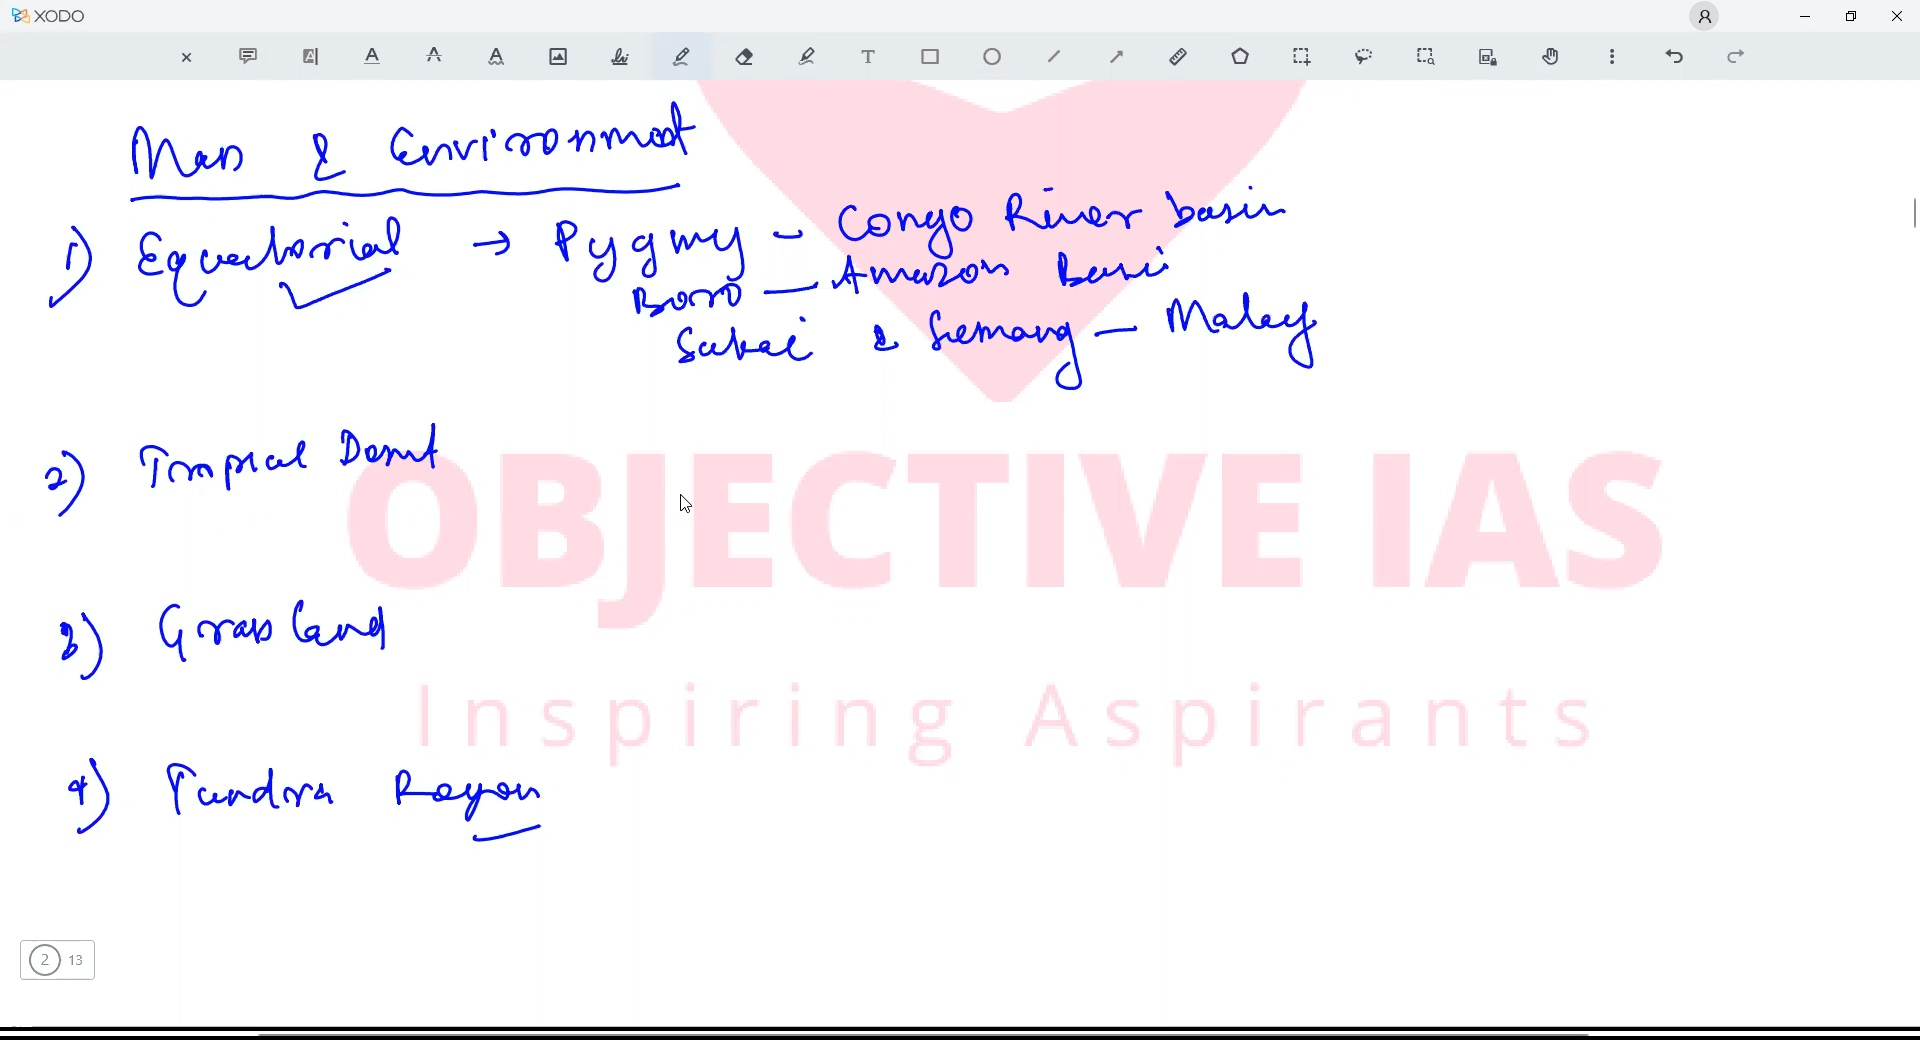 XODO
Man & Environment
1) Equatorial → Pygmy - Congo River basin
Boro — Amazon Basin
Sakai & Semang — Malay
2) Tropical Desert
3) Grass land
4) Tundra Region
OBJECTIVE IAS
Inspiring Aspirants
2 13